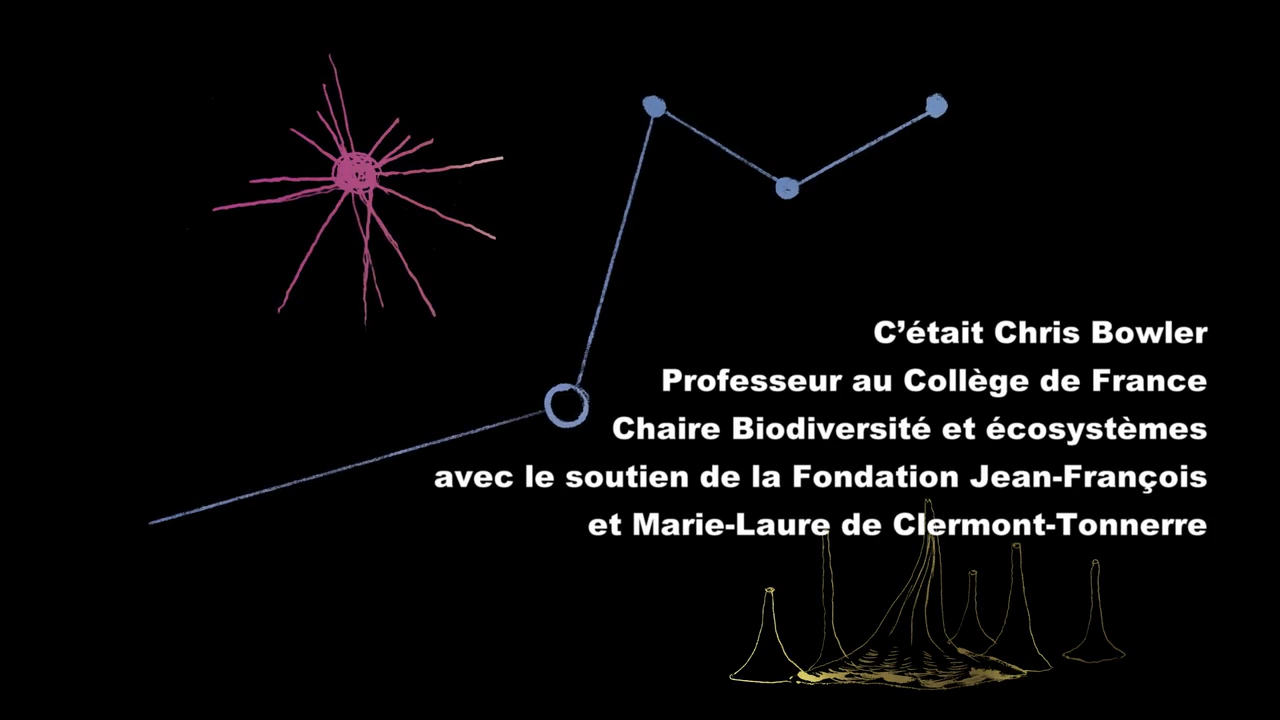 C’était Chris Bowler
Professeur au Collège de France
Chaire Biodiversité et écosystèmes
avec le soutien de la Fondation Jean-François
et Marie-Laure de Clermont-Tonnerre